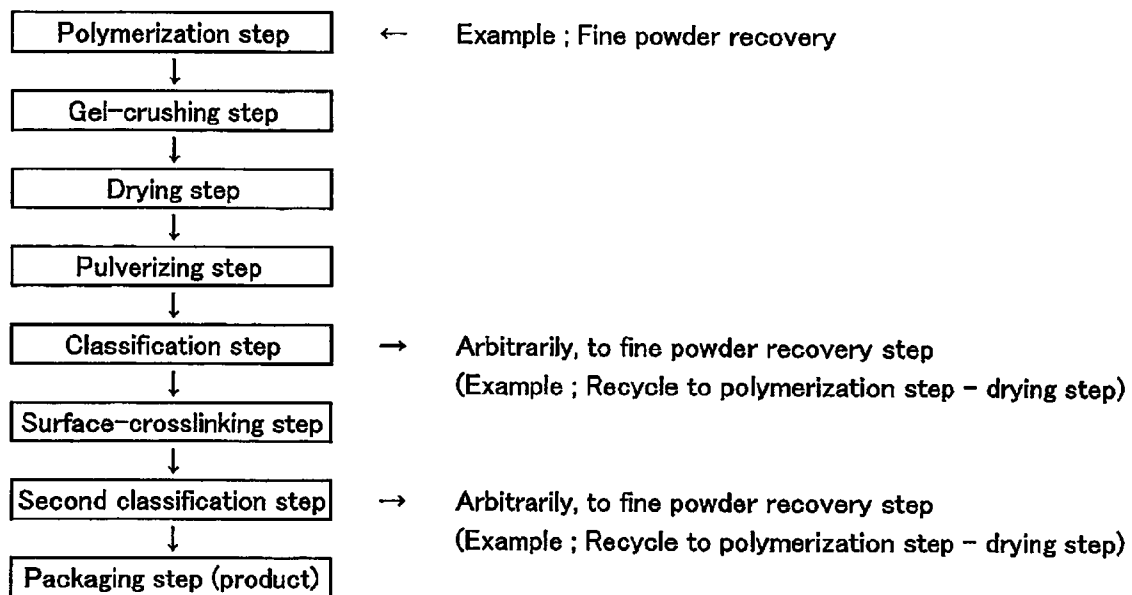 Polymerization step ← Example ; Fine powder recovery
↓
Gel-crushing step
↓
Drying step
↓
Pulverizing step
↓
Classification step → Arbitrarily, to fine powder recovery step
(Example ; Recycle to polymerization step - drying step)
↓
Surface-crosslinking step
↓
Second classification step → Arbitrarily, to fine powder recovery step
(Example ; Recycle to polymerization step - drying step)
↓
Packaging step (product)